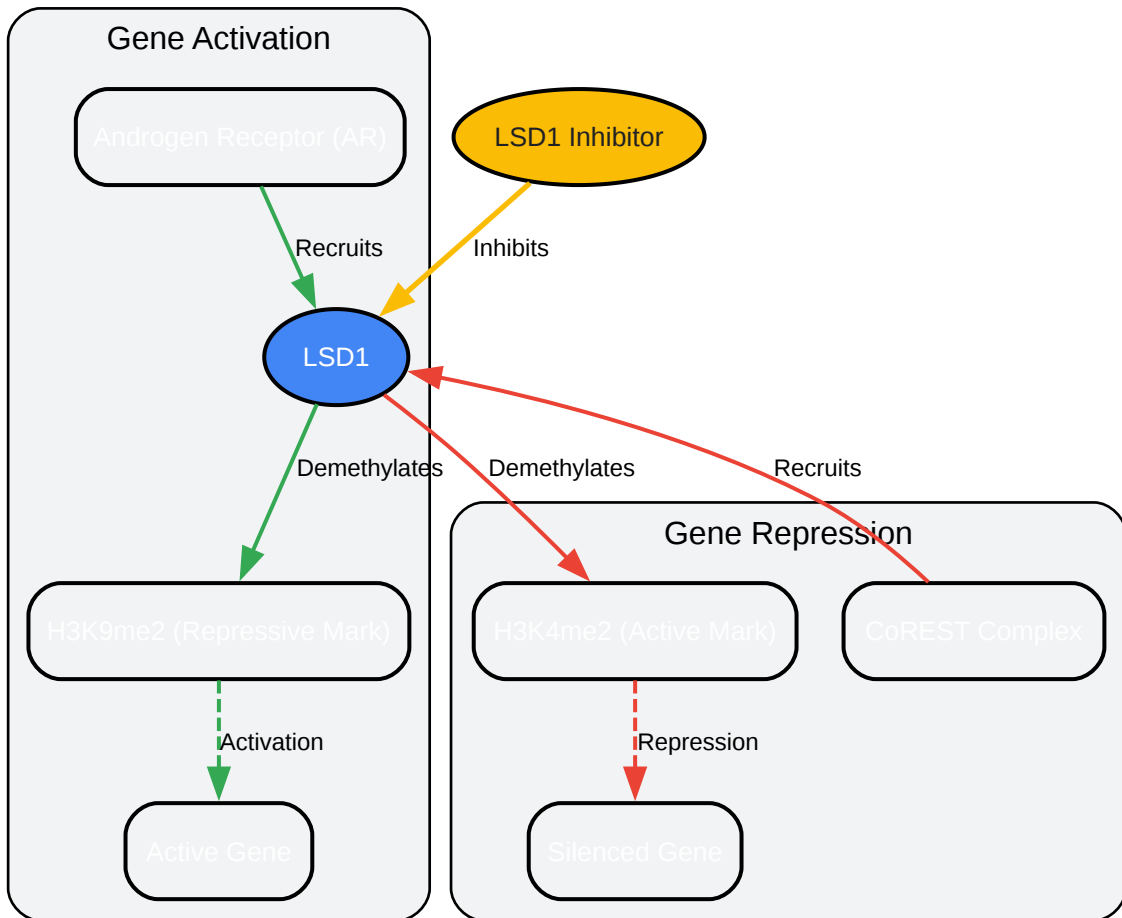 Gene Activation
Androgen Receptor (AR)
LSD1 Inhibitor
Recruits
Inhibits
LSD1
Demethylates
Demethylates
Recruits
Gene Repression
H3K9me2 (Repressive Mark)
H3K4me2 (Active Mark)
CoREST Complex
Activation
Repression
Active Gene
Silenced Gene